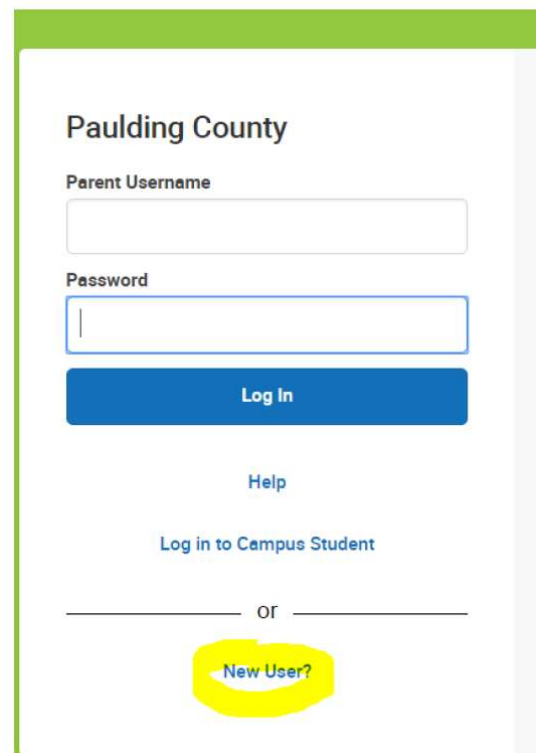 Paulding County
Parent Username
Password
Log In
Help
Log in to Campus Student
or
New User?